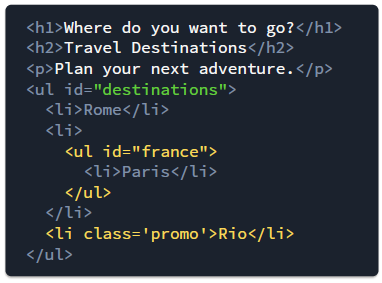 <h1>Where do you want to go?</h1>
<h2>Travel Destinations</h2>
<p>Plan your next adventure.</p>
<ul id="destinations">
  <li>Rome</li>
  <li>
    <ul id="france">
      <li>Paris</li>
    </ul>
  </li>
  <li class='promo'>Rio</li>
</ul>